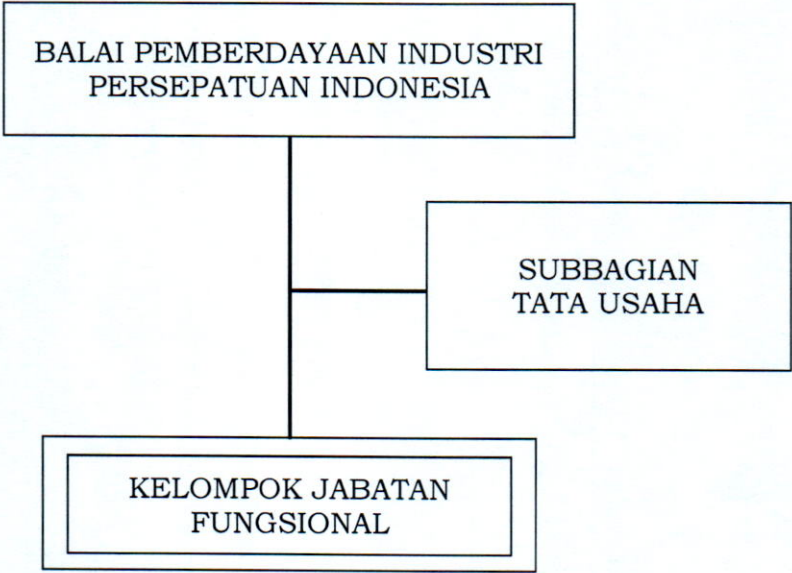 BALAI PEMBERDAYAAN INDUSTRI
PERSEPATUAN INDONESIA
SUBBAGIAN
TATA USAHA
KELOMPOK JABATAN
FUNGSIONAL